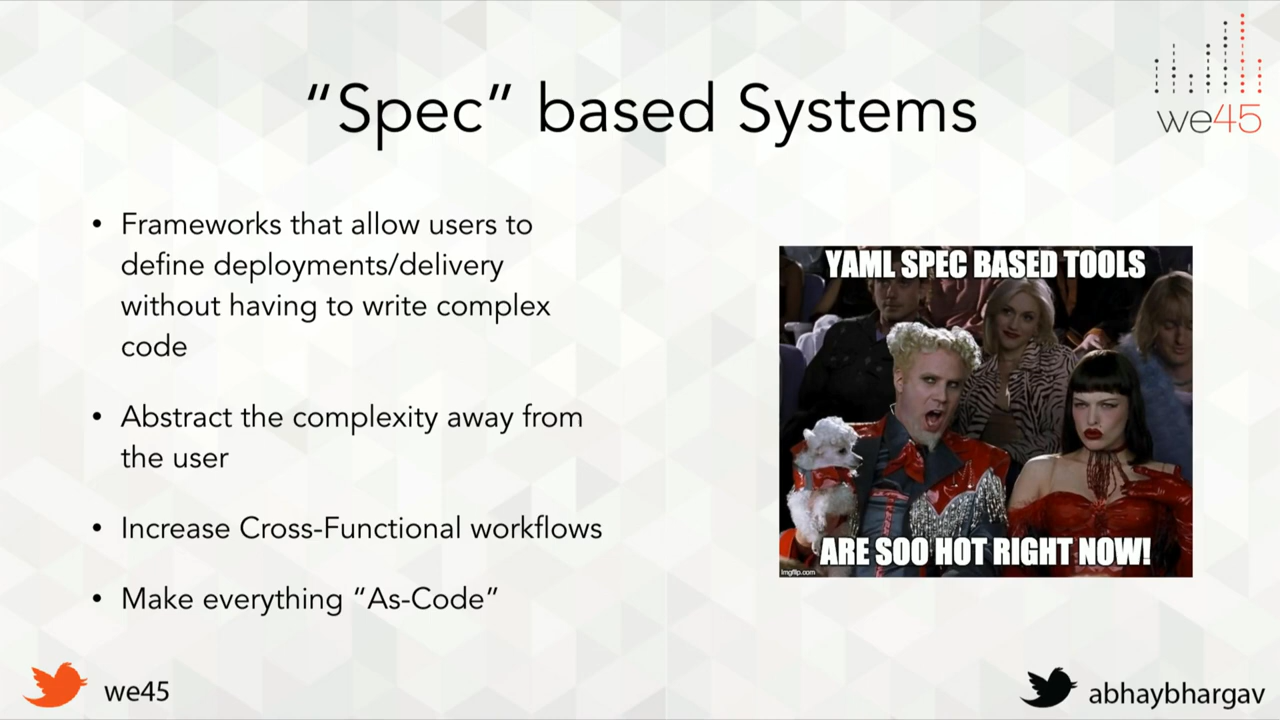 “Spec” based Systems
we45
• Frameworks that allow users to
define deployments/delivery
without having to write complex
code
• Abstract the complexity away from
the user
• Increase Cross-Functional workflows
• Make everything “As-Code”
YAML SPEC BASED TOOLS
ARE SOO HOT RIGHT NOW!
imgflip.com
we45
abhaybhargav